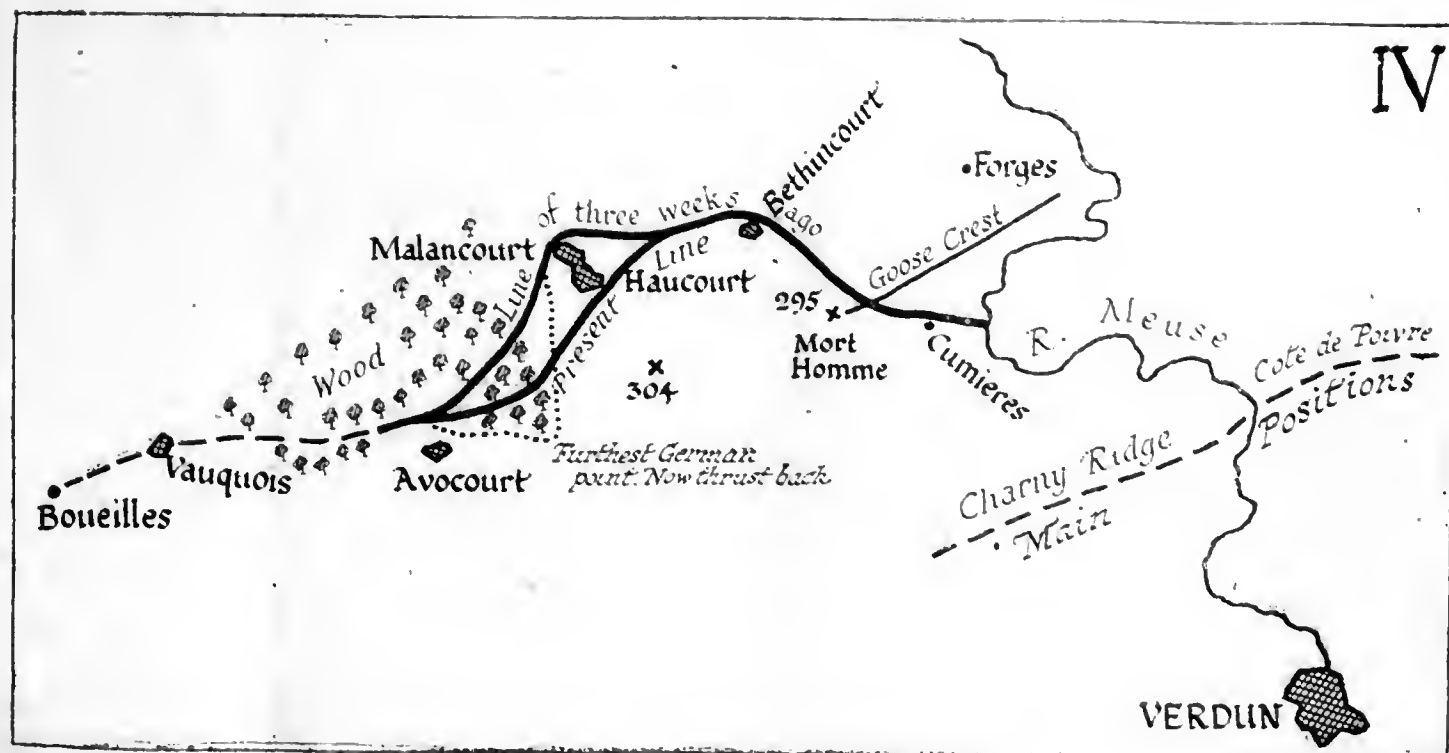 IV
Bethincourt
Forges
Line of three weeks ago
Malancourt
Goose Crest
Haucourt
Present Line
295
Mort
Homme
Cumieres
R. Meuse
Wood
304
Cote de Poivre
Positions
Vauquois
Avocourt
Furthest German
point. Now thrust back
Charny Ridge
Main
Boueilles
VERDUN